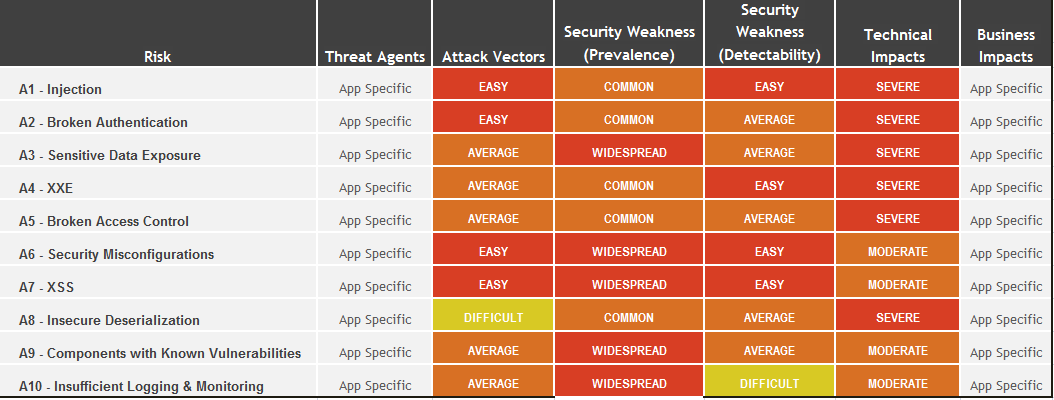 Risk Threat Agents Attack Vectors Security Weakness (Prevalence) Security Weakness (Detectability) Technical Impacts Business Impacts
A1 - Injection App Specific EASY COMMON EASY SEVERE App Specific
A2 - Broken Authentication App Specific EASY COMMON AVERAGE SEVERE App Specific
A3 - Sensitive Data Exposure App Specific AVERAGE WIDESPREAD AVERAGE SEVERE App Specific
A4 - XXE App Specific AVERAGE COMMON EASY SEVERE App Specific
A5 - Broken Access Control App Specific AVERAGE COMMON AVERAGE SEVERE App Specific
A6 - Security Misconfigurations App Specific EASY WIDESPREAD EASY MODERATE App Specific
A7 - XSS App Specific EASY WIDESPREAD EASY MODERATE App Specific
A8 - Insecure Deserialization App Specific DIFFICULT COMMON AVERAGE SEVERE App Specific
A9 - Components with Known Vulnerabilities App Specific AVERAGE WIDESPREAD AVERAGE MODERATE App Specific
A10 - Insufficient Logging & Monitoring App Specific AVERAGE WIDESPREAD DIFFICULT MODERATE App Specific